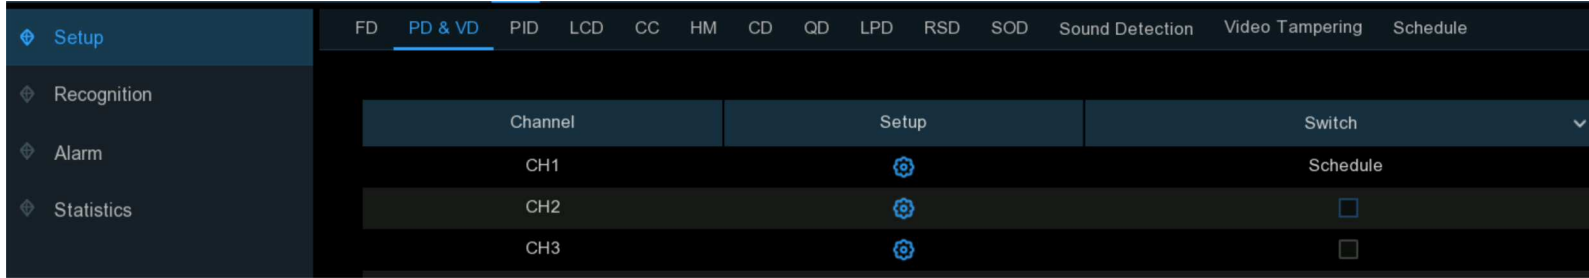 Setup
Recognition
Alarm
Statistics
FD PD & VD PID LCD CC HM CD QD LPD RSD SOD Sound Detection Video Tampering Schedule
Channel Setup Switch
CH1 Schedule
CH2
CH3